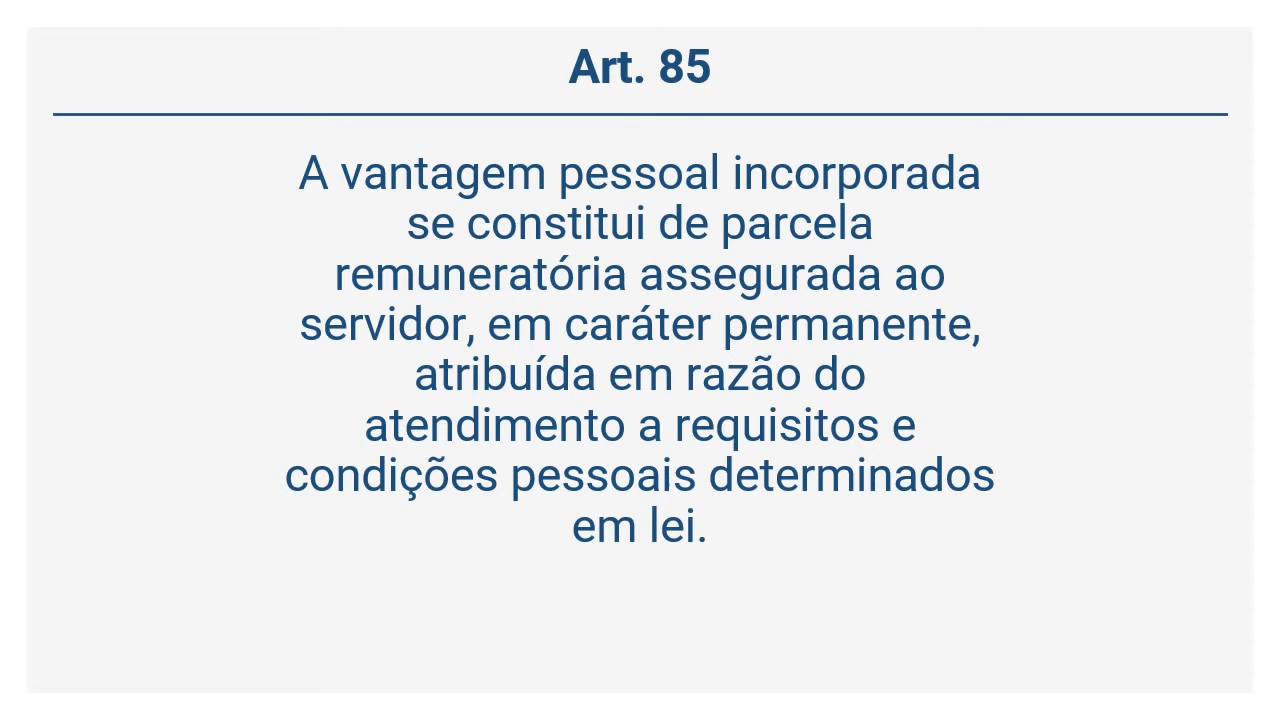 Art. 85
A vantagem pessoal incorporada
se constitui de parcela
remuneratória assegurada ao
servidor, em caráter permanente,
atribuída em razão do
atendimento a requisitos e
condições pessoais determinados
em lei.